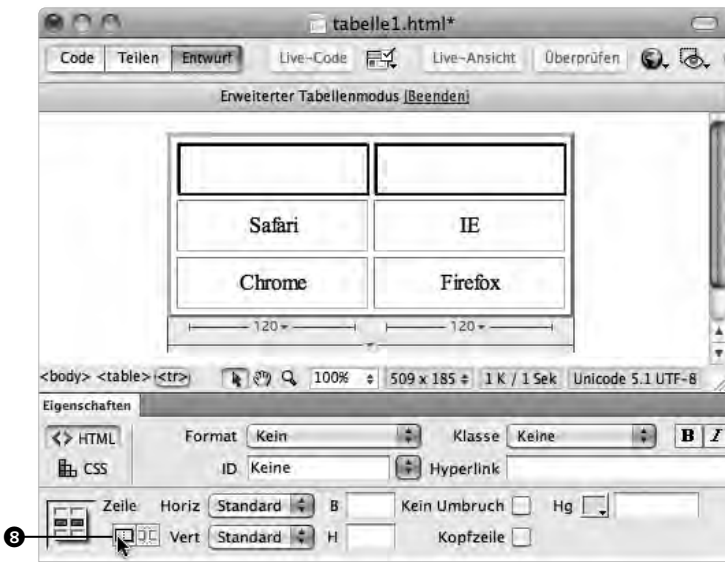 tabelle1.html*
Code Teilen Entwurf Live-Code Live-Ansicht Überprüfen
Erweiterter Tabellenmodus (Beenden)
Safari IE
Chrome Firefox
120 120
<body> <table> <tr> 100% 509 x 185 1 K / 1 Sek Unicode 5.1 UTF-8
Eigenschaften
<> HTML Format Kein Klasse Keine B I
CSS ID Keine Hyperlink
Zeile Horiz Standard B Kein Umbruch Hg
8 Vert Standard H Kopfzeile